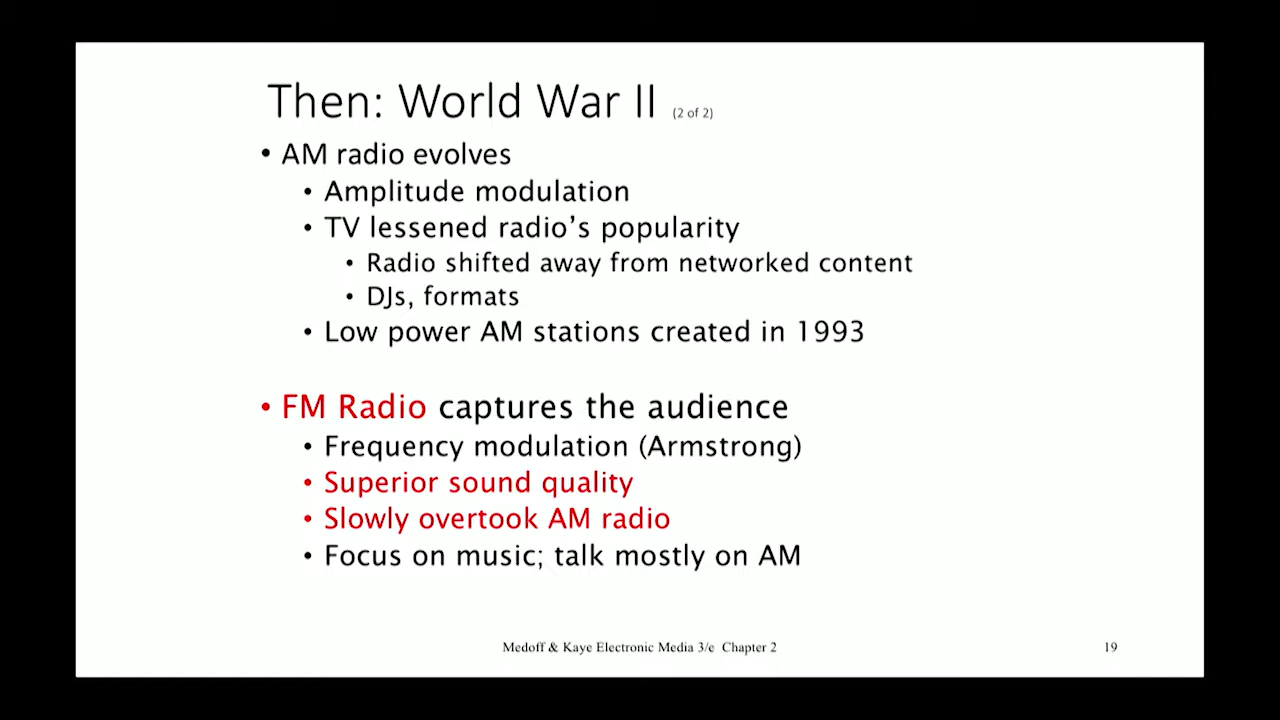 Then: World War II (2 of 2)
• AM radio evolves
• Amplitude modulation
• TV lessened radio’s popularity
• Radio shifted away from networked content
• DJs, formats
• Low power AM stations created in 1993
• FM Radio captures the audience
• Frequency modulation (Armstrong)
• Superior sound quality
• Slowly overtook AM radio
• Focus on music; talk mostly on AM
Medoff & Kaye Electronic Media 3/e Chapter 2
19